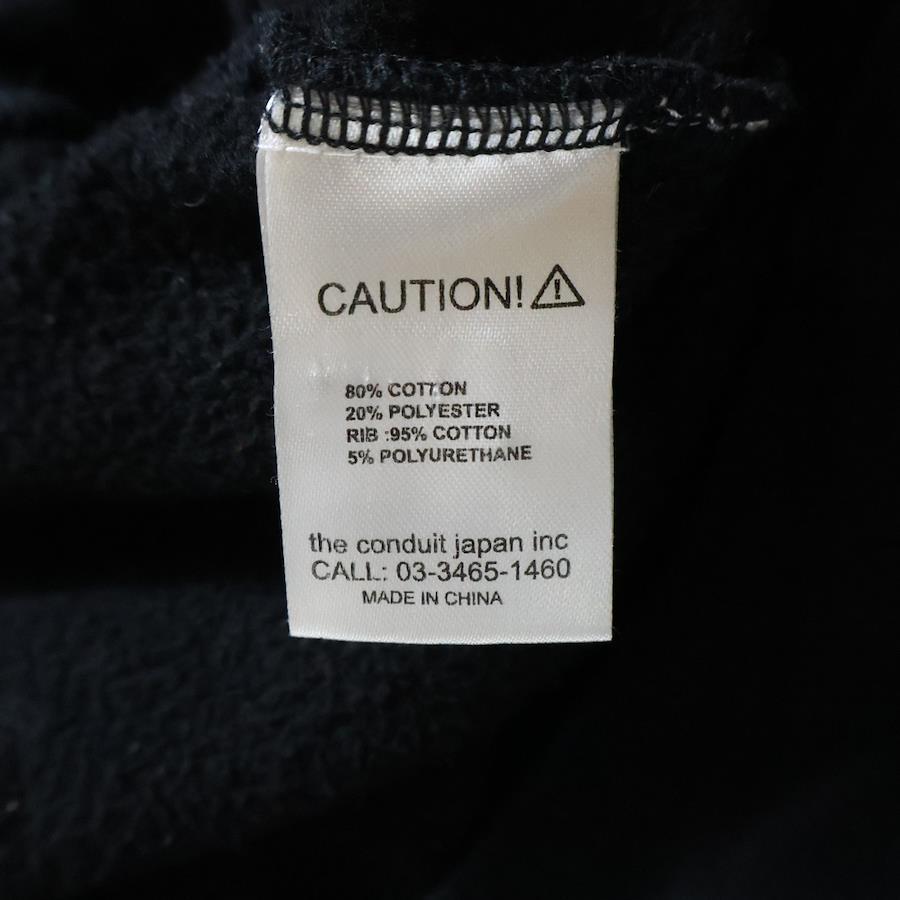 CAUTION!
80% COTTON
20% POLYESTER
RIB :95% COTTON
5% POLYURETHANE
the conduit japan inc
CALL: 03-3465-1460
MADE IN CHINA